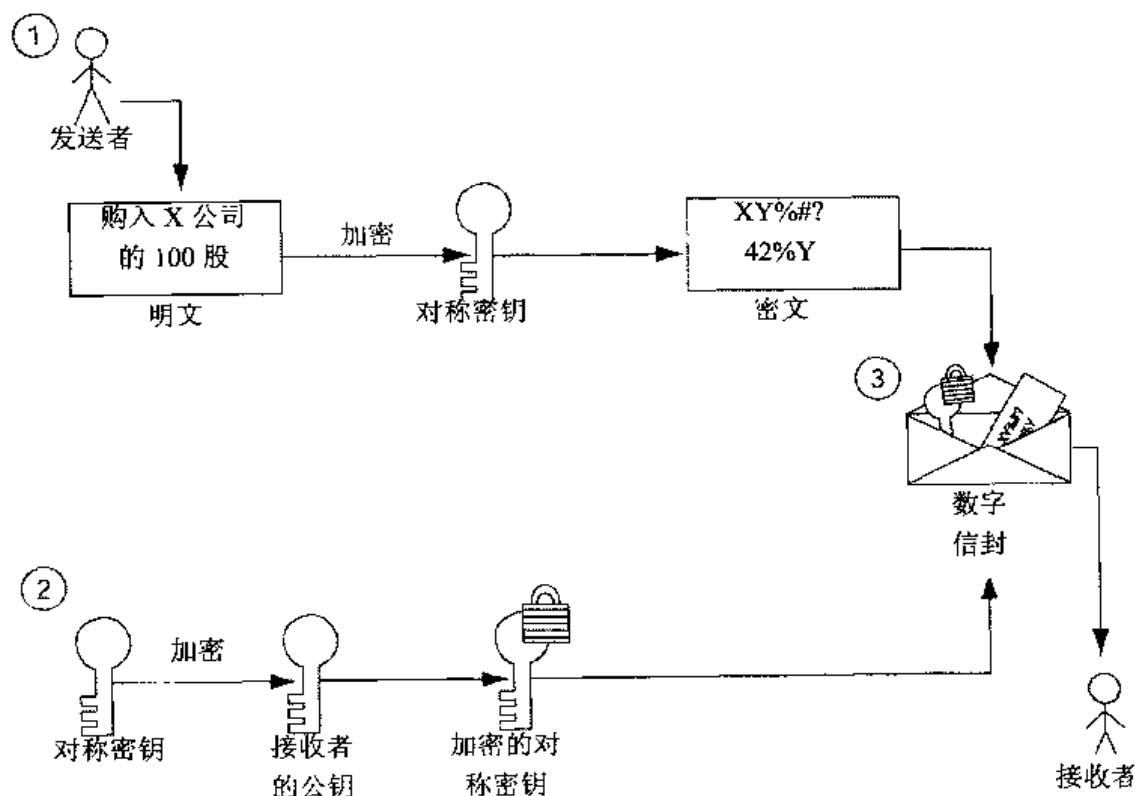 1
发送者
购入 X 公司
的 100 股
明文
加密
对称密钥
XY%#?
42%Y
密文
3
数字
信封
2
对称密钥
加密
接收者
的公钥
加密的对
称密钥
接收者